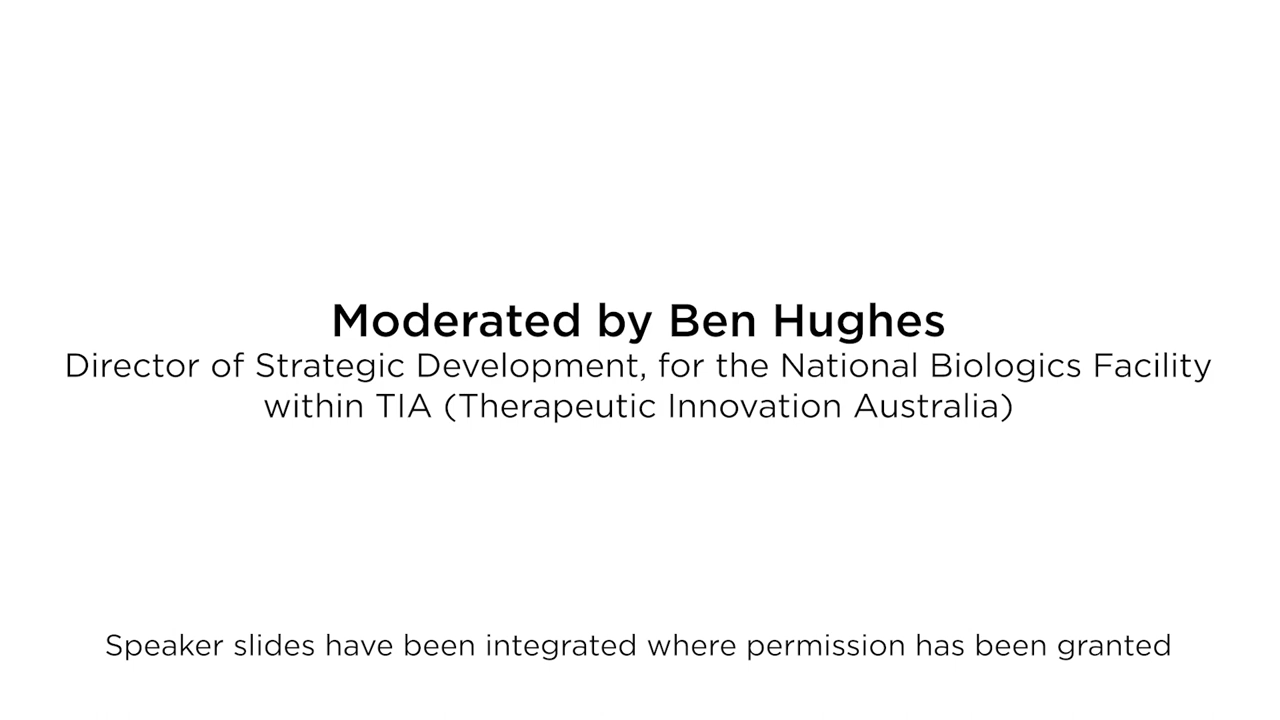 Moderated by Ben Hughes
Director of Strategic Development, for the National Biologics Facility
within TIA (Therapeutic Innovation Australia)
Speaker slides have been integrated where permission has been granted